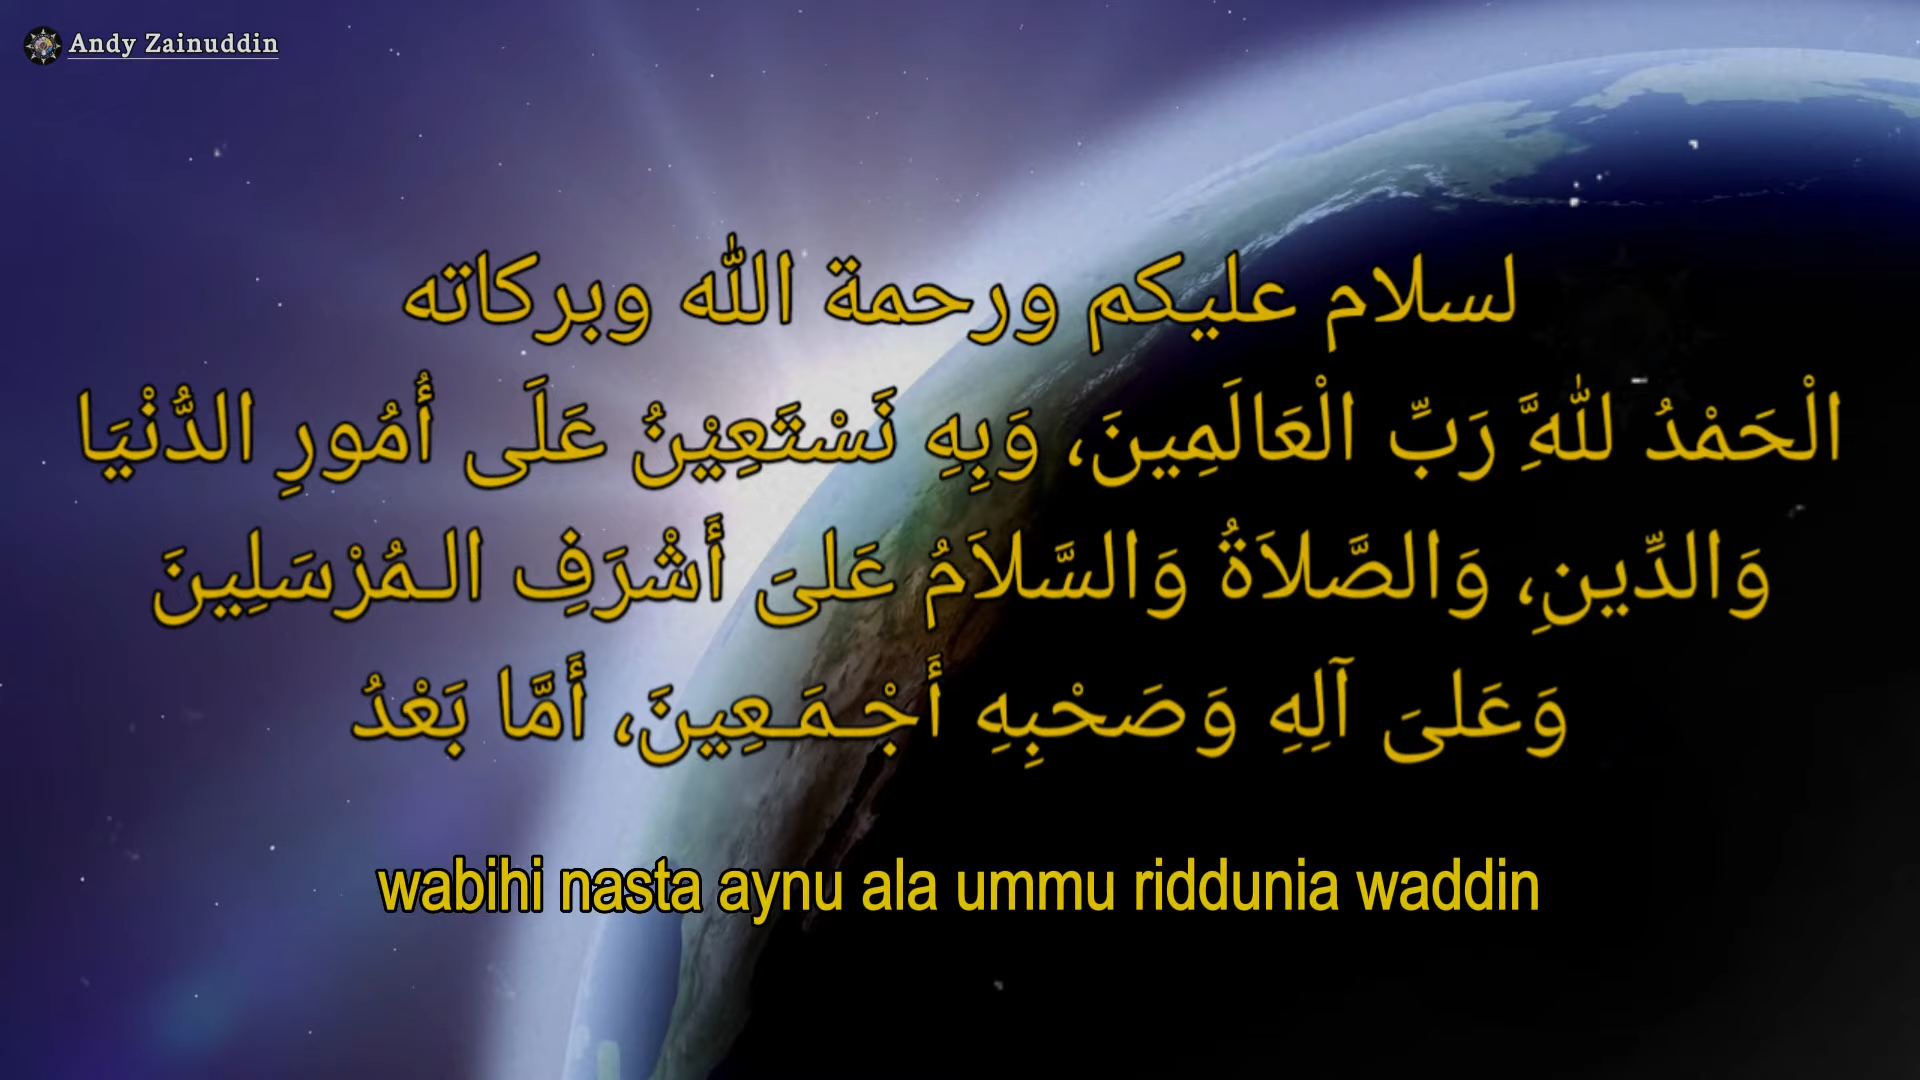 Andy Zainuddin
لسلام عليكم ورحمة الله وبركاته
الْحَمْدُ للهَِّ رَبِّ الْعَالَمِينَ، وَبِهِ نَسْتَعِيْنُ عَلَى أُمُورِ الدُّنْيَا
وَالدِّينِ، وَالصَّلاَةُ وَالسَّلاَمُ عَلىَ أَشْرَفِ الـمُرْسَلِينَ
وَعَلىَ آلِهِ وَصَحْبِهِ أَجْـمَـعِينَ، أَمَّا بَعْدُ
wabihi nasta aynu ala ummu riddunia waddin